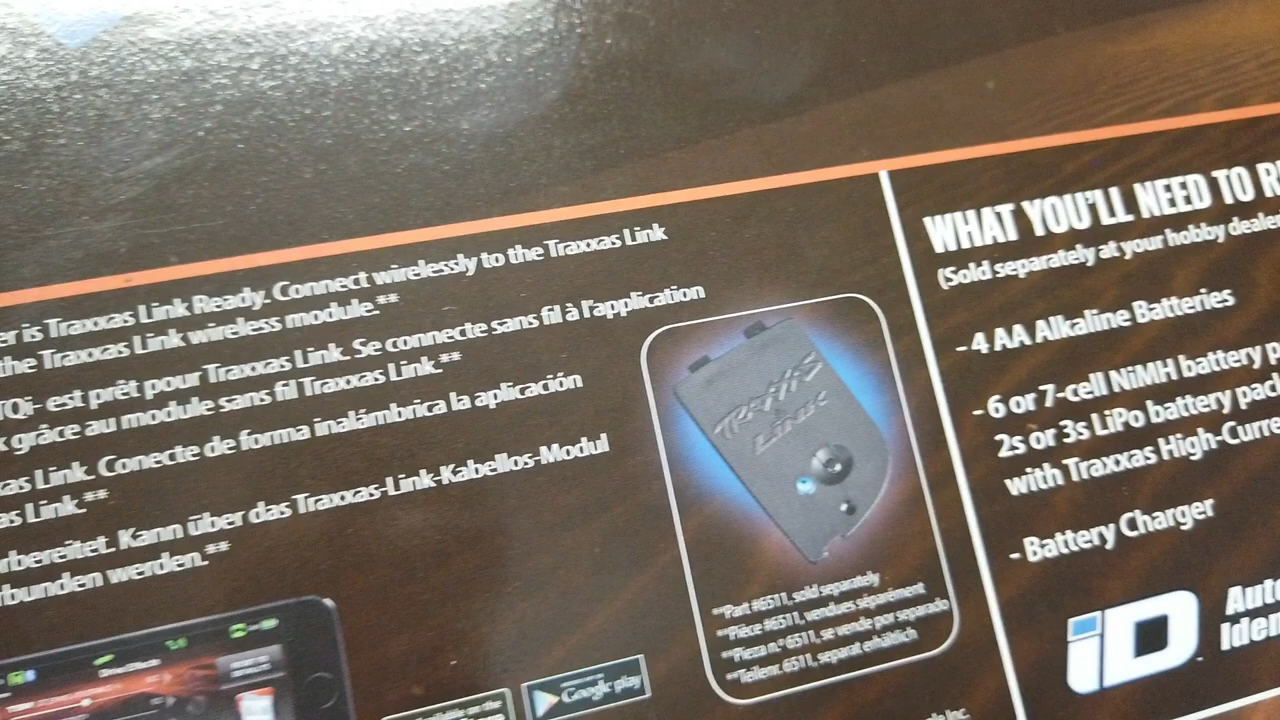 er is Traxxas Link Ready. Connect wirelessly to the Traxxas Link
the Traxxas Link wireless module.**
TQi- est prêt pour Traxxas Link. Se connecte sans fil à l'application
k grâce au module sans fil Traxxas Link.**
xas Link. Conecte de forma inalámbrica la aplicación
as Link.**
rbereitet. Kann über das Traxxas-Link-Kabellos-Modul
rbunden werden.**
TRAXXAS
LINK
**Part #6511, sold separately
**Pièce #6511, vendues séparément
**Pieza n.º 6511, se vende por separado
**Teilenr. 6511, separat erhältlich
Google play
WHAT YOU'LL NEED TO R
(Sold separately at your hobby deale
- 4 AA Alkaline Batteries
- 6 or 7-cell NiMH battery p
2s or 3s LiPo battery pac
with Traxxas High-Curre
- Battery Charger
iD
Auto
Iden